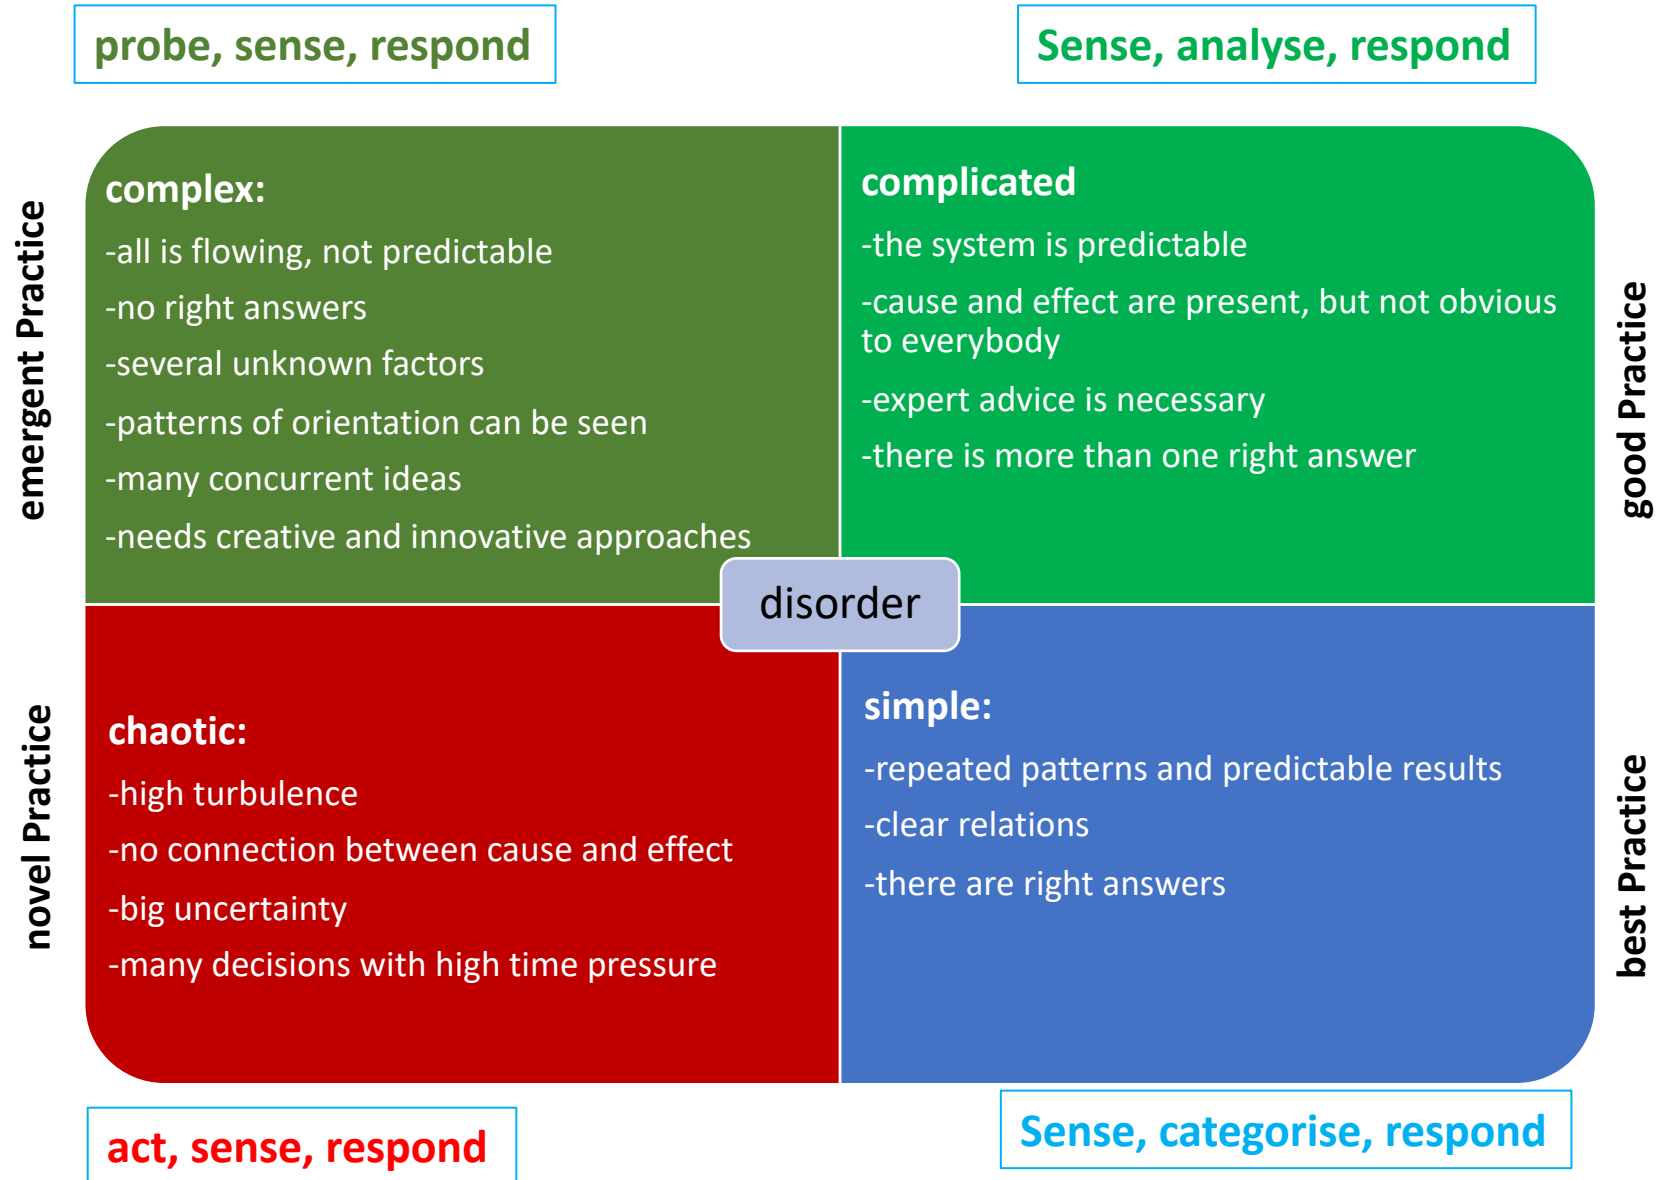 probe, sense, respond
Sense, analyse, respond
emergent Practice
complex:
-all is flowing, not predictable
-no right answers
-several unknown factors
-patterns of orientation can be seen
-many concurrent ideas
-needs creative and innovative approaches
complicated
-the system is predictable
-cause and effect are present, but not obvious
to everybody
-expert advice is necessary
-there is more than one right answer
good Practice
disorder
novel Practice
chaotic:
-high turbulence
-no connection between cause and effect
-big uncertainty
-many decisions with high time pressure
simple:
-repeated patterns and predictable results
-clear relations
-there are right answers
best Practice
act, sense, respond
Sense, categorise, respond